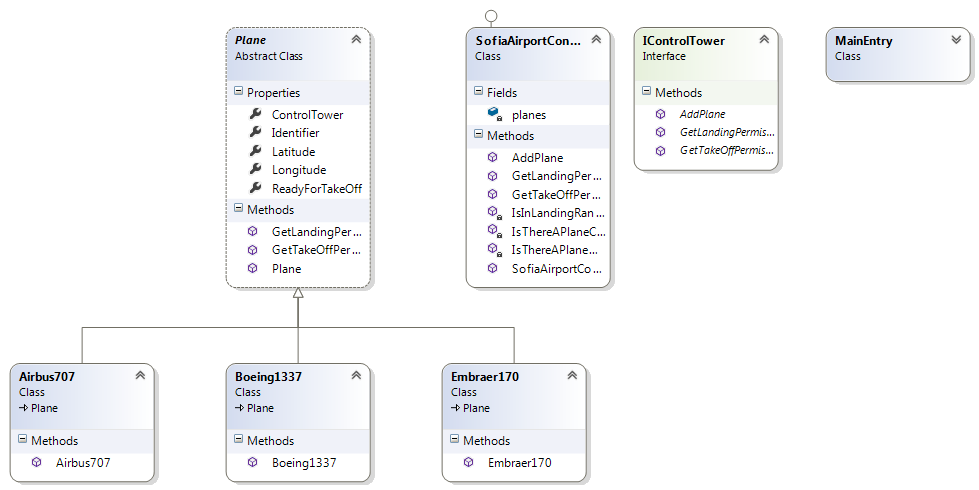 Plane
Abstract Class
Properties
ControlTower
Identifier
Latitude
Longitude
ReadyForTakeOff
Methods
GetLandingPer...
GetTakeOffPer...
Plane
SofiaAirportCon...
Class
Fields
planes
Methods
AddPlane
GetLandingPer...
GetTakeOffPer...
IsInLandingRan...
IsThereAPlaneC...
IsThereAPlane...
SofiaAirportCo...
IControlTower
Interface
Methods
AddPlane
GetLandingPermis...
GetTakeOffPermis...
MainEntry
Class
Airbus707
Class
Plane
Methods
Airbus707
Boeing1337
Class
Plane
Methods
Boeing1337
Embraer170
Class
Plane
Methods
Embraer170